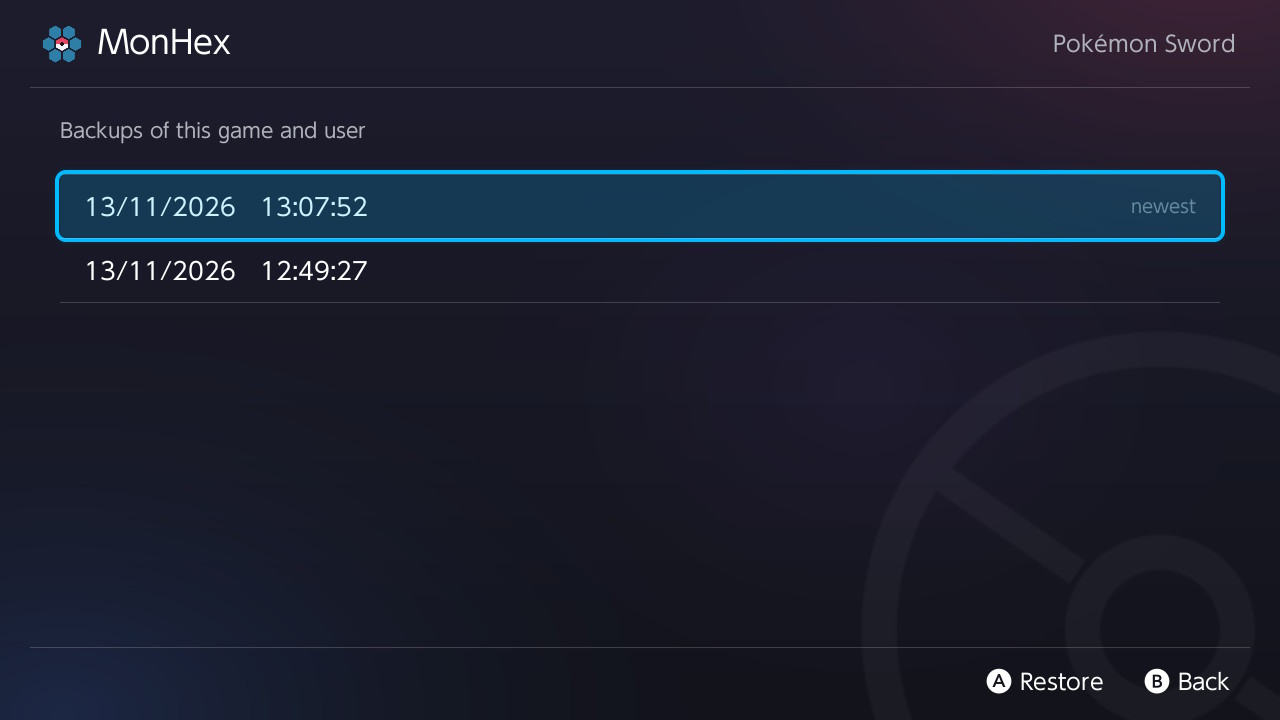 MonHex
Pokémon Sword
Backups of this game and user
13/11/2026 13:07:52 newest
13/11/2026 12:49:27
A Restore B Back